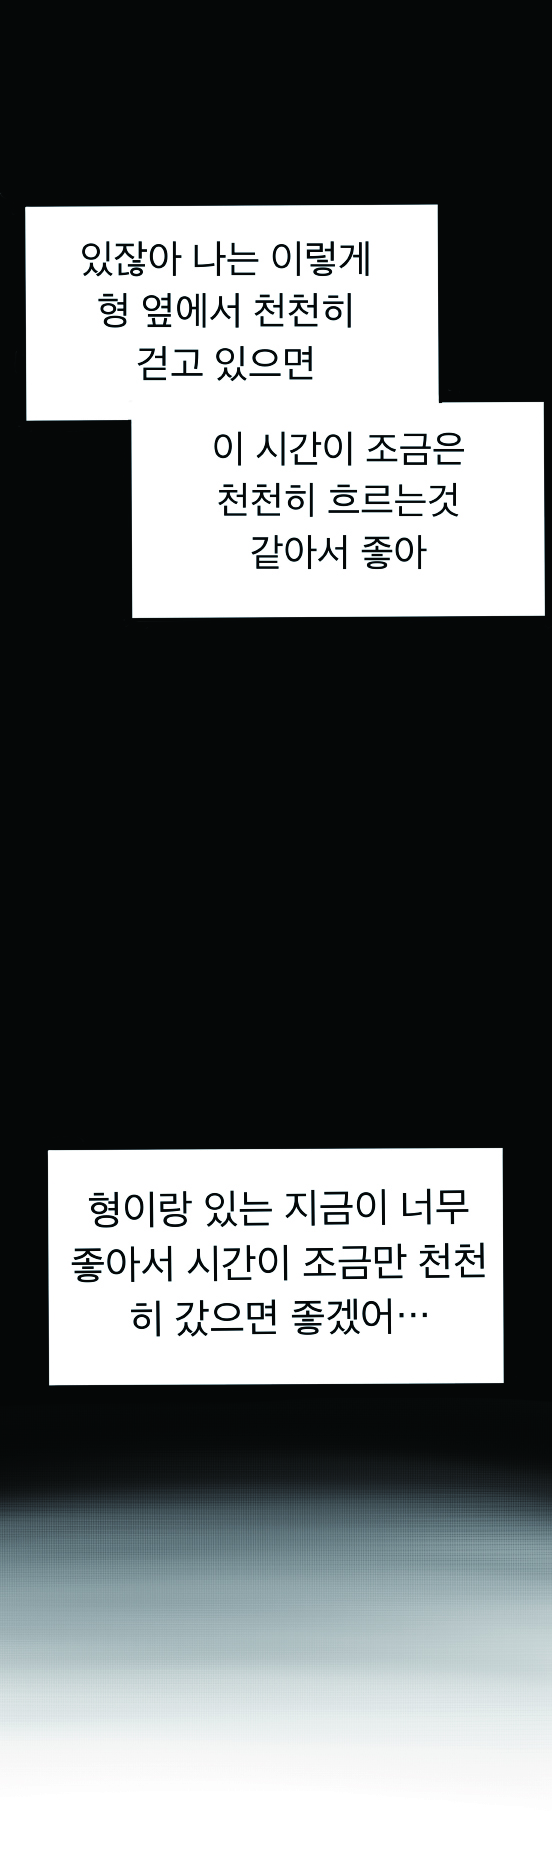 있잖아 나는 이렇게
형 옆에서 천천히
걷고 있으면
이 시간이 조금은
천천히 흐르는것
같아서 좋아
형이랑 있는 지금이 너무
좋아서 시간이 조금만 천천
히 갔으면 좋겠어…